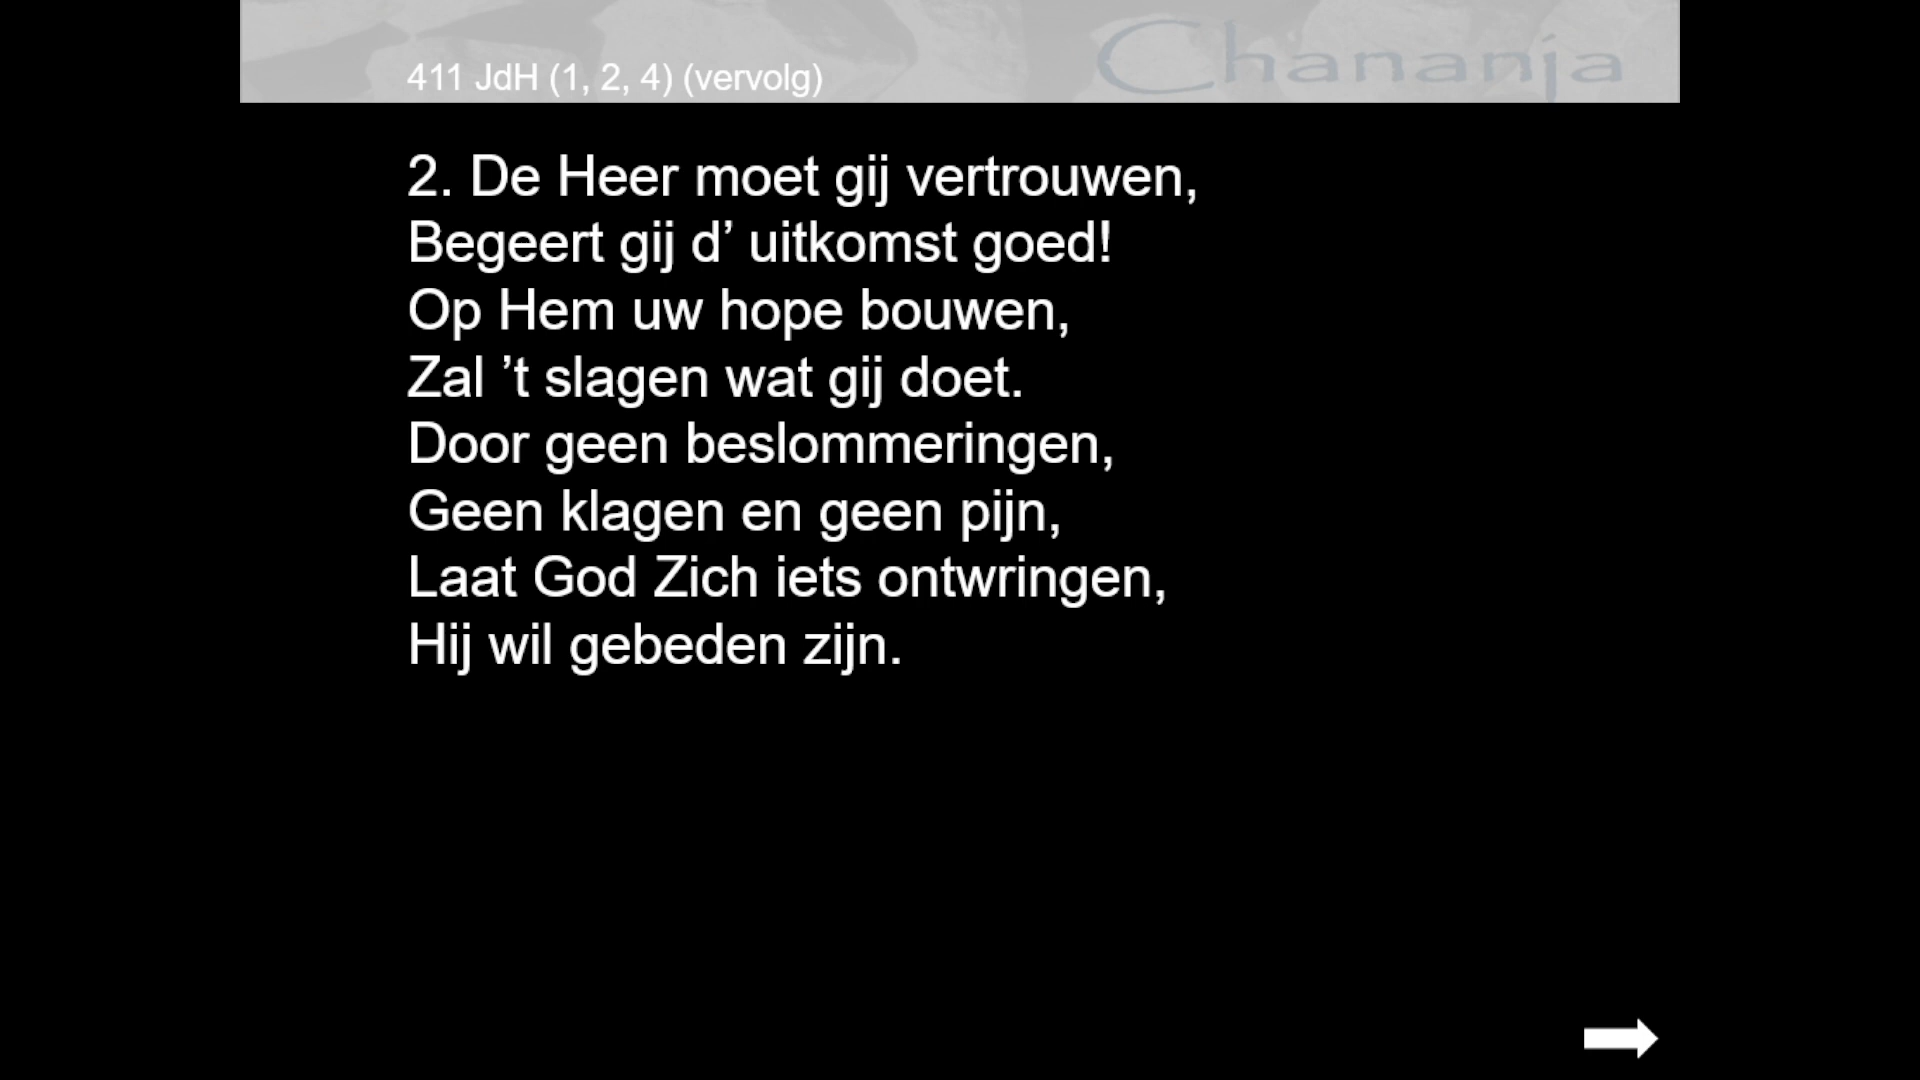 Chananja
411 JdH (1, 2, 4) (vervolg)
2. De Heer moet gij vertrouwen,
Begeert gij d’ uitkomst goed!
Op Hem uw hope bouwen,
Zal ’t slagen wat gij doet.
Door geen beslommeringen,
Geen klagen en geen pijn,
Laat God Zich iets ontwringen,
Hij wil gebeden zijn.